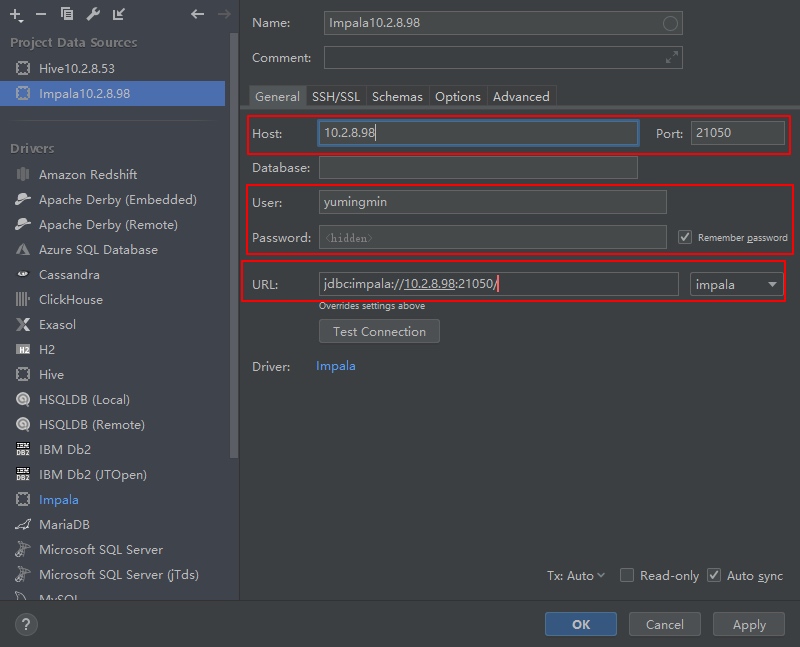 Project Data Sources
Hive10.2.8.53
Impala10.2.8.98
Drivers
Amazon Redshift
Apache Derby (Embedded)
Apache Derby (Remote)
Azure SQL Database
Cassandra
ClickHouse
Exasol
H2 H2
Hive
HSQLDB (Local)
HSQLDB (Remote)
IBM DB2 IBM Db2
IBM DB2 IBM Db2 (JTOpen)
Impala
MariaDB
Microsoft SQL Server
Microsoft SQL Server (jTds)
MySQL
?
Name: Impala10.2.8.98
Comment:
General SSH/SSL Schemas Options Advanced
Host: 10.2.8.98 Port: 21050
Database:
User: yumingmin
Password: <hidden> Remember password
URL: jdbc:impala://10.2.8.98:21050/ impala
Overrides settings above
Test Connection
Driver: Impala
Tx: Auto Read-only Auto sync
OK Cancel Apply